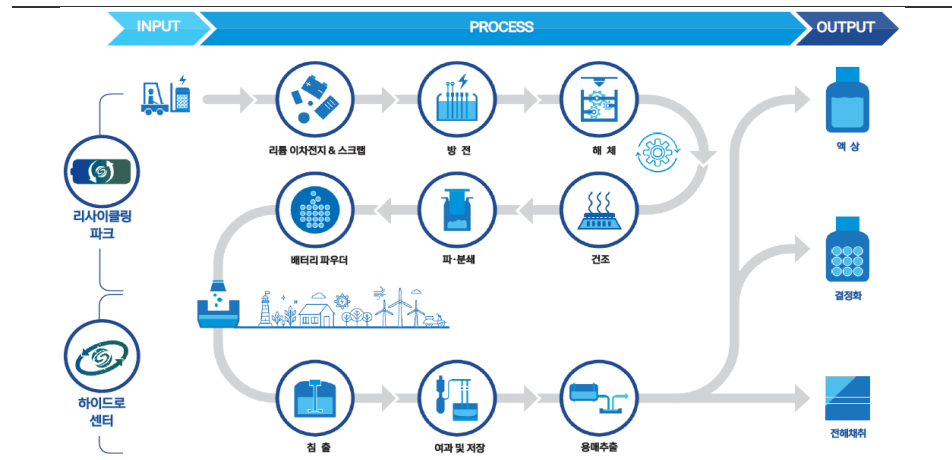 INPUT
PROCESS
OUTPUT
리튬 이차전지 & 스크랩
방 전
해 체
액 상
리사이클링
파크
배터리 파우더
파·분쇄
건조
결정화
하이드로
센터
침 출
여과 및 저장
용매추출
전해채취